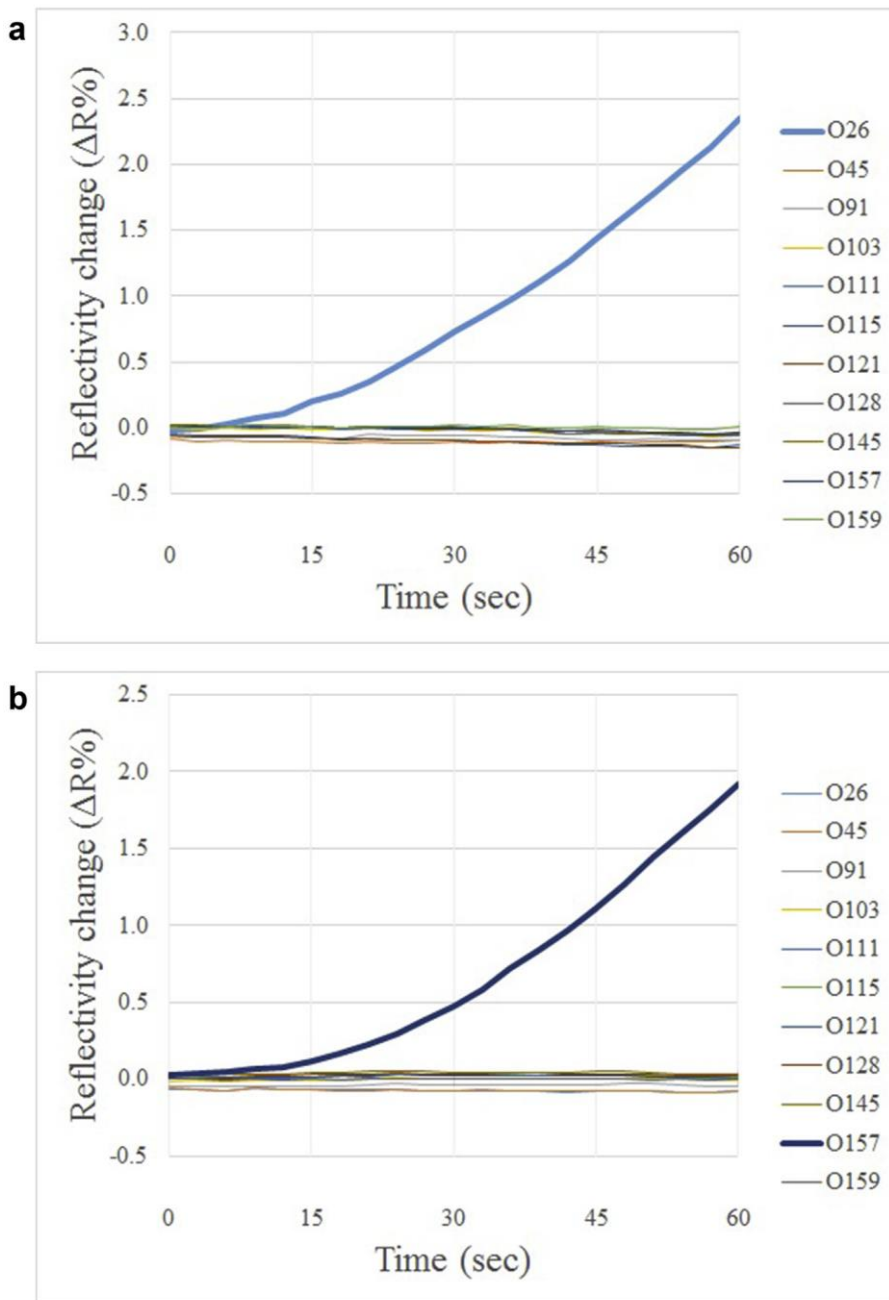 a
Reflectivity change (ΔR%)
3.0
2.5
2.0
1.5
1.0
0.5
0.0
-0.5
0 15 30 45 60
Time (sec)
O26
O45
O91
O103
O111
O115
O121
O128
O145
O157
O159
b
Reflectivity change (ΔR%)
2.5
2.0
1.5
1.0
0.5
0.0
-0.5
0 15 30 45 60
Time (sec)
O26
O45
O91
O103
O111
O115
O121
O128
O145
O157
O159